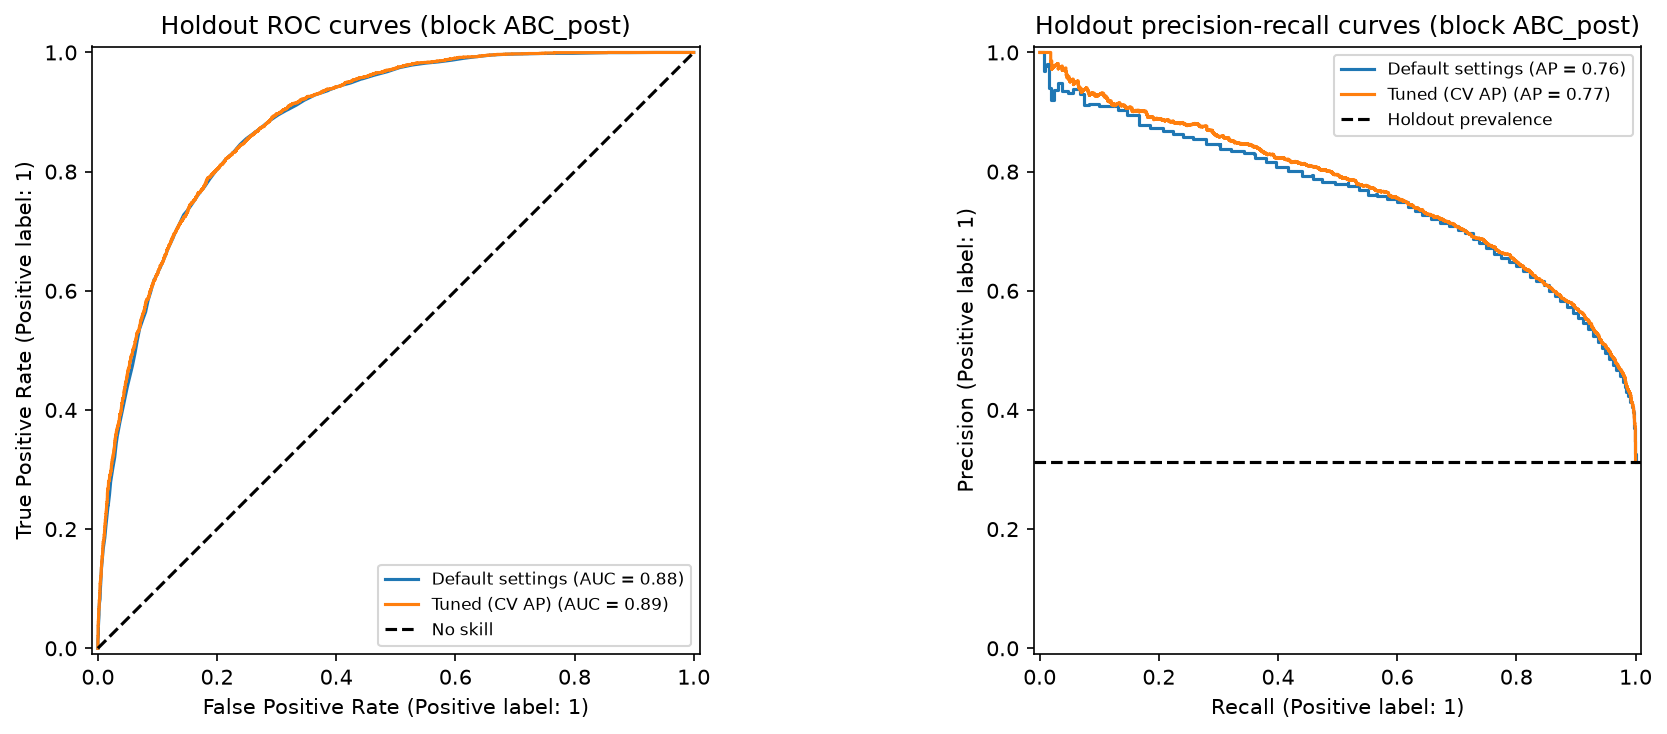 Holdout ROC curves (block ABC_post)
True Positive Rate (Positive label: 1)
1.0
0.8
0.6
0.4
0.2
0.0
Default settings (AUC = 0.88)
Tuned (CV AP) (AUC = 0.89)
No skill
0.0 0.2 0.4 0.6 0.8 1.0
False Positive Rate (Positive label: 1)
Holdout precision-recall curves (block ABC_post)
Precision (Positive label: 1)
1.0
0.8
0.6
0.4
0.2
0.0
Default settings (AP = 0.76)
Tuned (CV AP) (AP = 0.77)
Holdout prevalence
0.0 0.2 0.4 0.6 0.8 1.0
Recall (Positive label: 1)